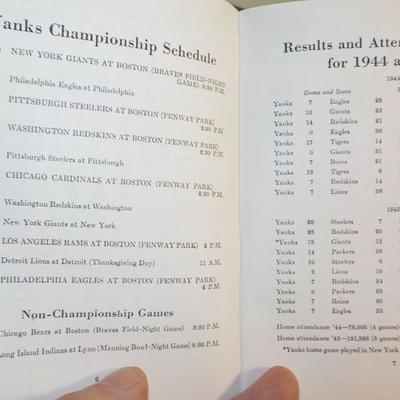 Yanks Championship Schedule
NEW YORK GIANTS AT BOSTON (BRAVES FIELD-NIGHT
GAME) 8:30 P.M.
Philadelphia Eagles at Philadelphia
PITTSBURGH STEELERS AT BOSTON (FENWAY PARK)
2:30 P.M.
WASHINGTON REDSKINS AT BOSTON (FENWAY PARK)
2:30 P.M.
Pittsburgh Steelers at Pittsburgh
CHICAGO CARDINALS AT BOSTON (FENWAY PARK)
2:30 P.M.
Washington Redskins at Washington
New York Giants at New York
LOS ANGELES RAMS AT BOSTON (FENWAY PARK) 2 P.M.
Detroit Lions at Detroit (Thanksgiving Day) 11 A.M.
PHILADELPHIA EAGLES AT BOSTON (FENWAY PARK)
2 P.M.
Non-Championship Games
Chicago Bears at Boston (Braves Field-Night Game) 8:30 P.M.
Long Island Indians at Lynn (Manning Bowl-Night Game) 8:30 P.M.
6
Results and Atten
for 1944 a
1944
Game and Score
Yanks 7 Eagles 28
Yanks 10 Giants 22
Yanks 14 Redskins 21
Yanks 0 Eagles 38
Yanks 17 Tigers 14
Yanks 0 Giants 31
Yanks 7 Bears 21
Yanks 13 Tigers 6
Yanks 7 Redskins 14
Yanks 7 Lions 38
1945
Yanks 28 Steelers 7
Yanks 28 Redskins 20
*Yanks 13 Giants 13
Yanks 14 Packers 38
Yanks 10 Steelers 6
Yanks 9 Lions 10
Yanks 7 Redskins 34
Yanks 0 Packers 28
Yanks 7 Rains 20
Yanks 7 Eagles 35
Home attendance '44—76,000 (4 games)
Home attendance '45— (5 games)
*Yanks home game played in New York
7